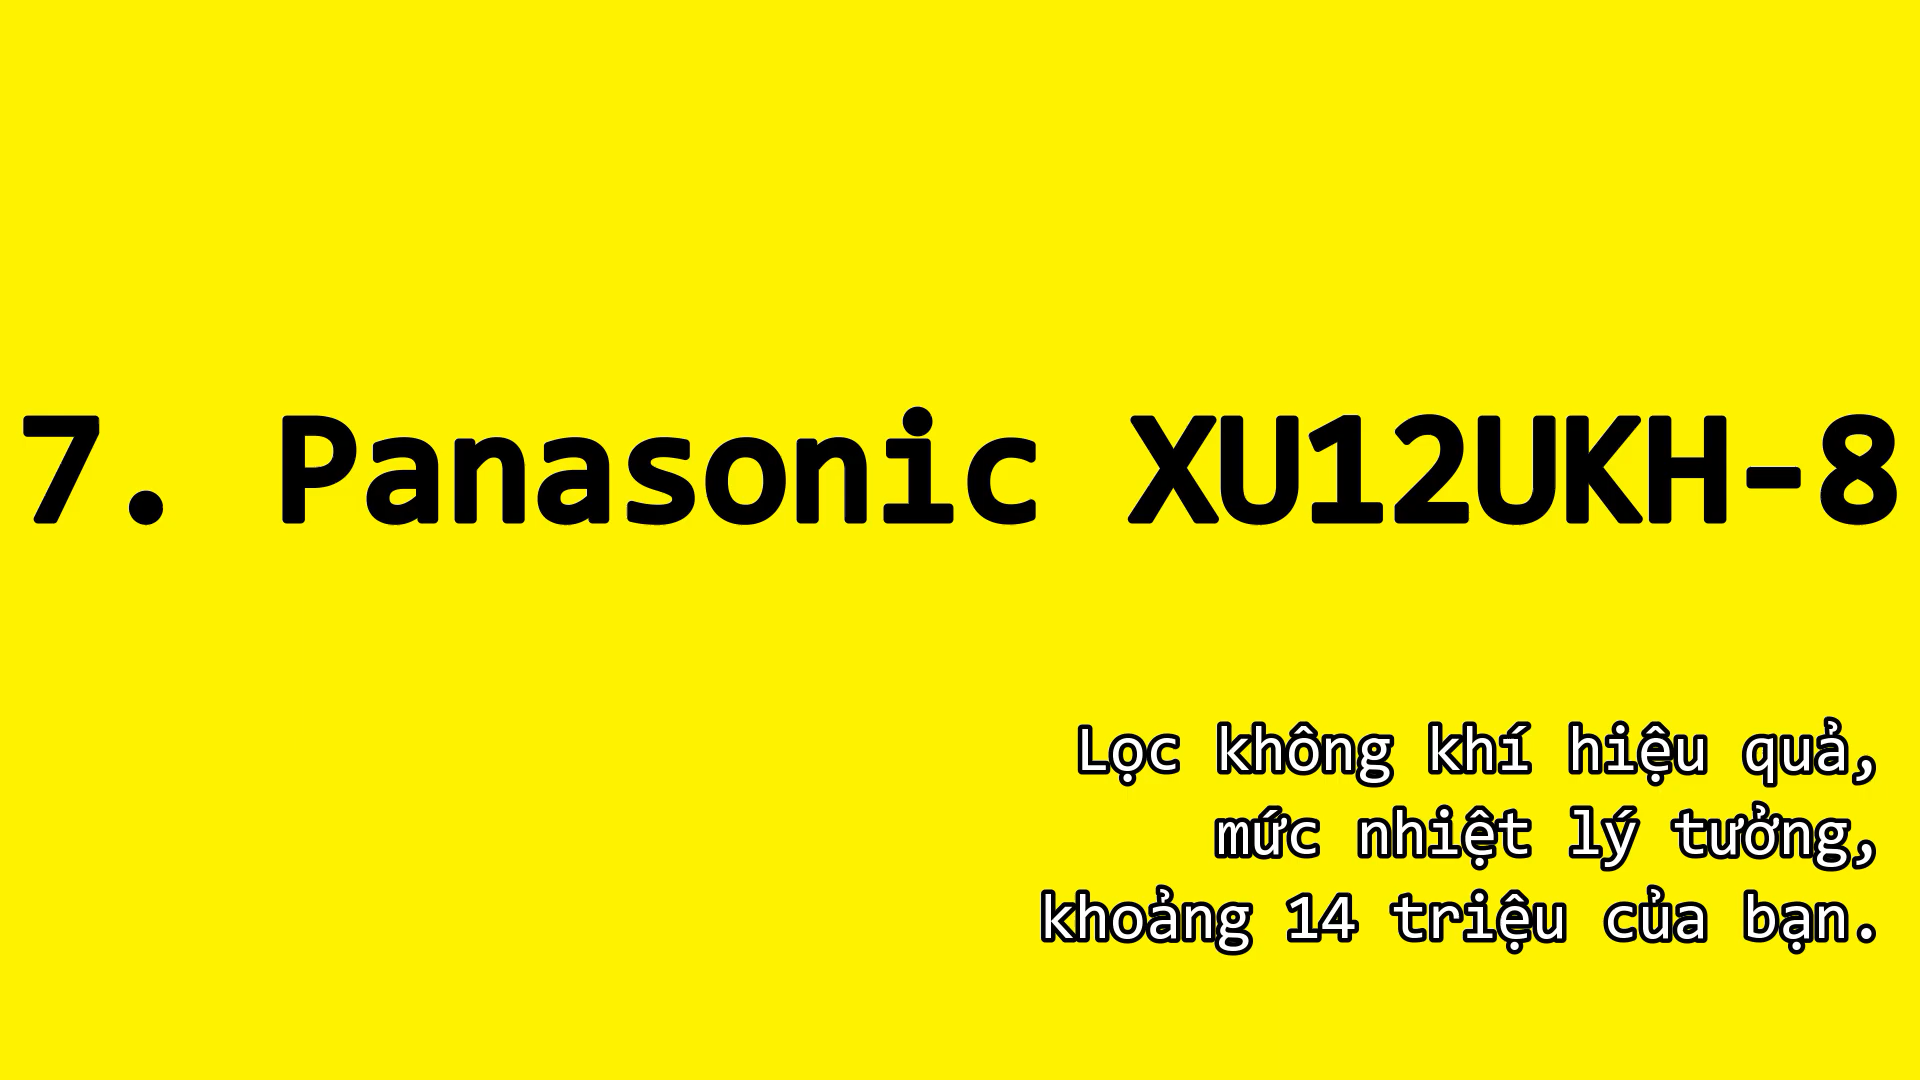 7. Panasonic XU12UKH-8
Lọc không khí hiệu quả,
mức nhiệt lý tưởng,
khoảng 14 triệu của bạn.